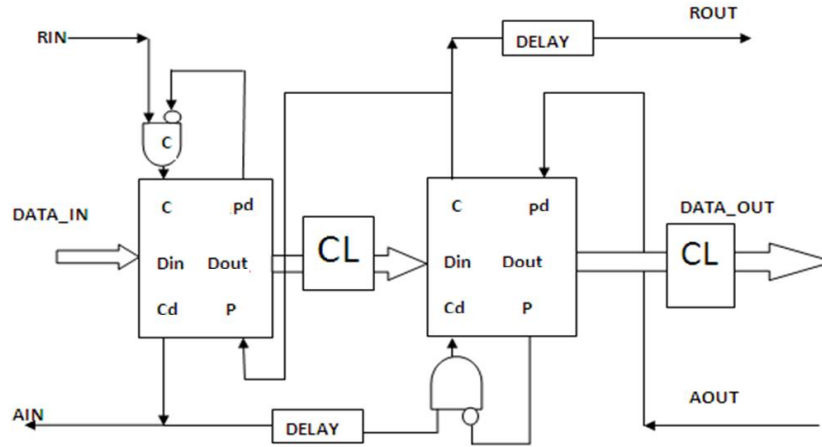 ROUT
RIN
DELAY
C
C pd
C pd
DATA_IN
DATA_OUT
CL
CL
Din Dout
Din Dout
Cd P
Cd P
AIN
DELAY
AOUT